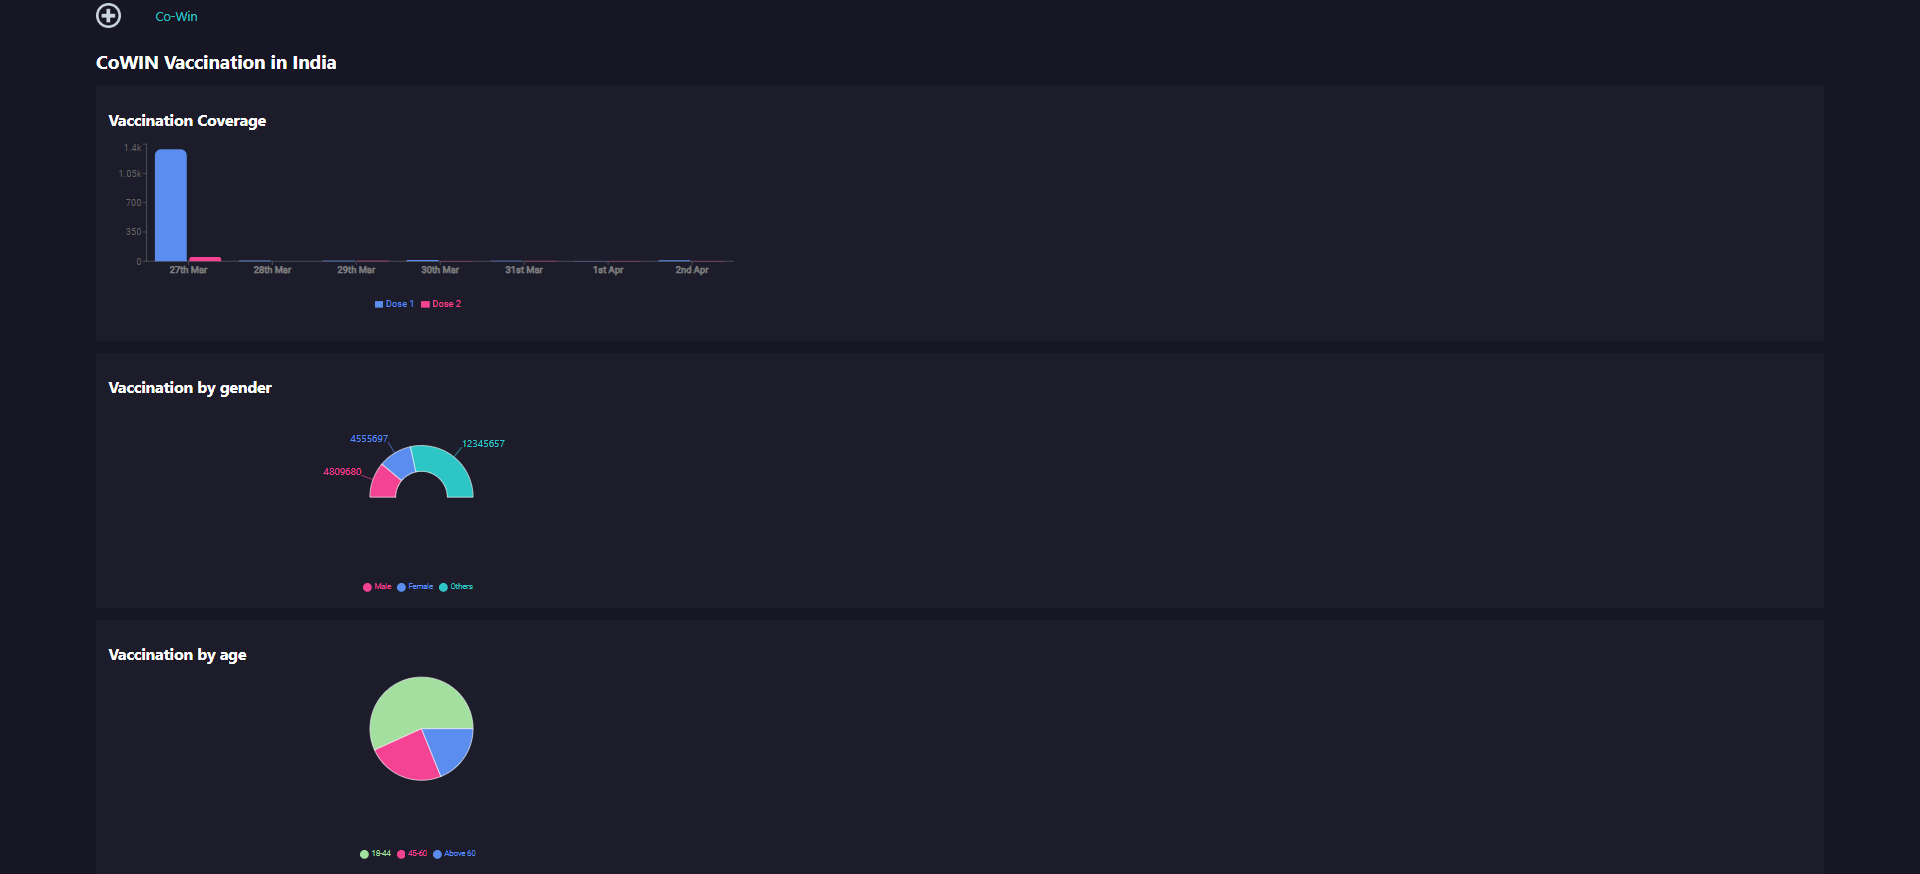 Co-Win
CoWIN Vaccination in India
Vaccination Coverage
1.4k
1.05k
700
350
0
27th Mar 28th Mar 29th Mar 30th Mar 31st Mar 1st Apr 2nd Apr
Dose 1 Dose 2
Vaccination by gender
4555697 12345657
4809680
Male Female Others
Vaccination by age
18-44 45-60 Above 60